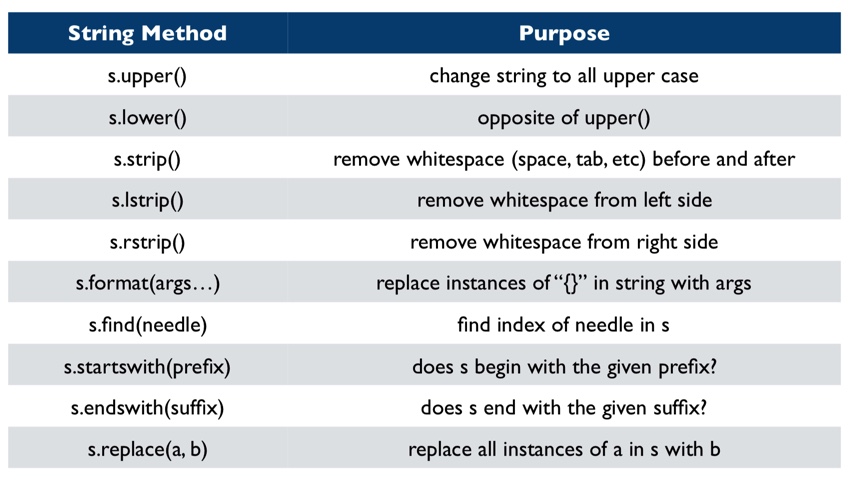 String Method Purpose
s.upper() change string to all upper case
s.lower() opposite of upper()
s.strip() remove whitespace (space, tab, etc) before and after
s.lstrip() remove whitespace from left side
s.rstrip() remove whitespace from right side
s.format(args…) replace instances of “{}” in string with args
s.find(needle) find index of needle in s
s.startswith(prefix) does s begin with the given prefix?
s.endswith(suffix) does s end with the given suffix?
s.replace(a, b) replace all instances of a in s with b